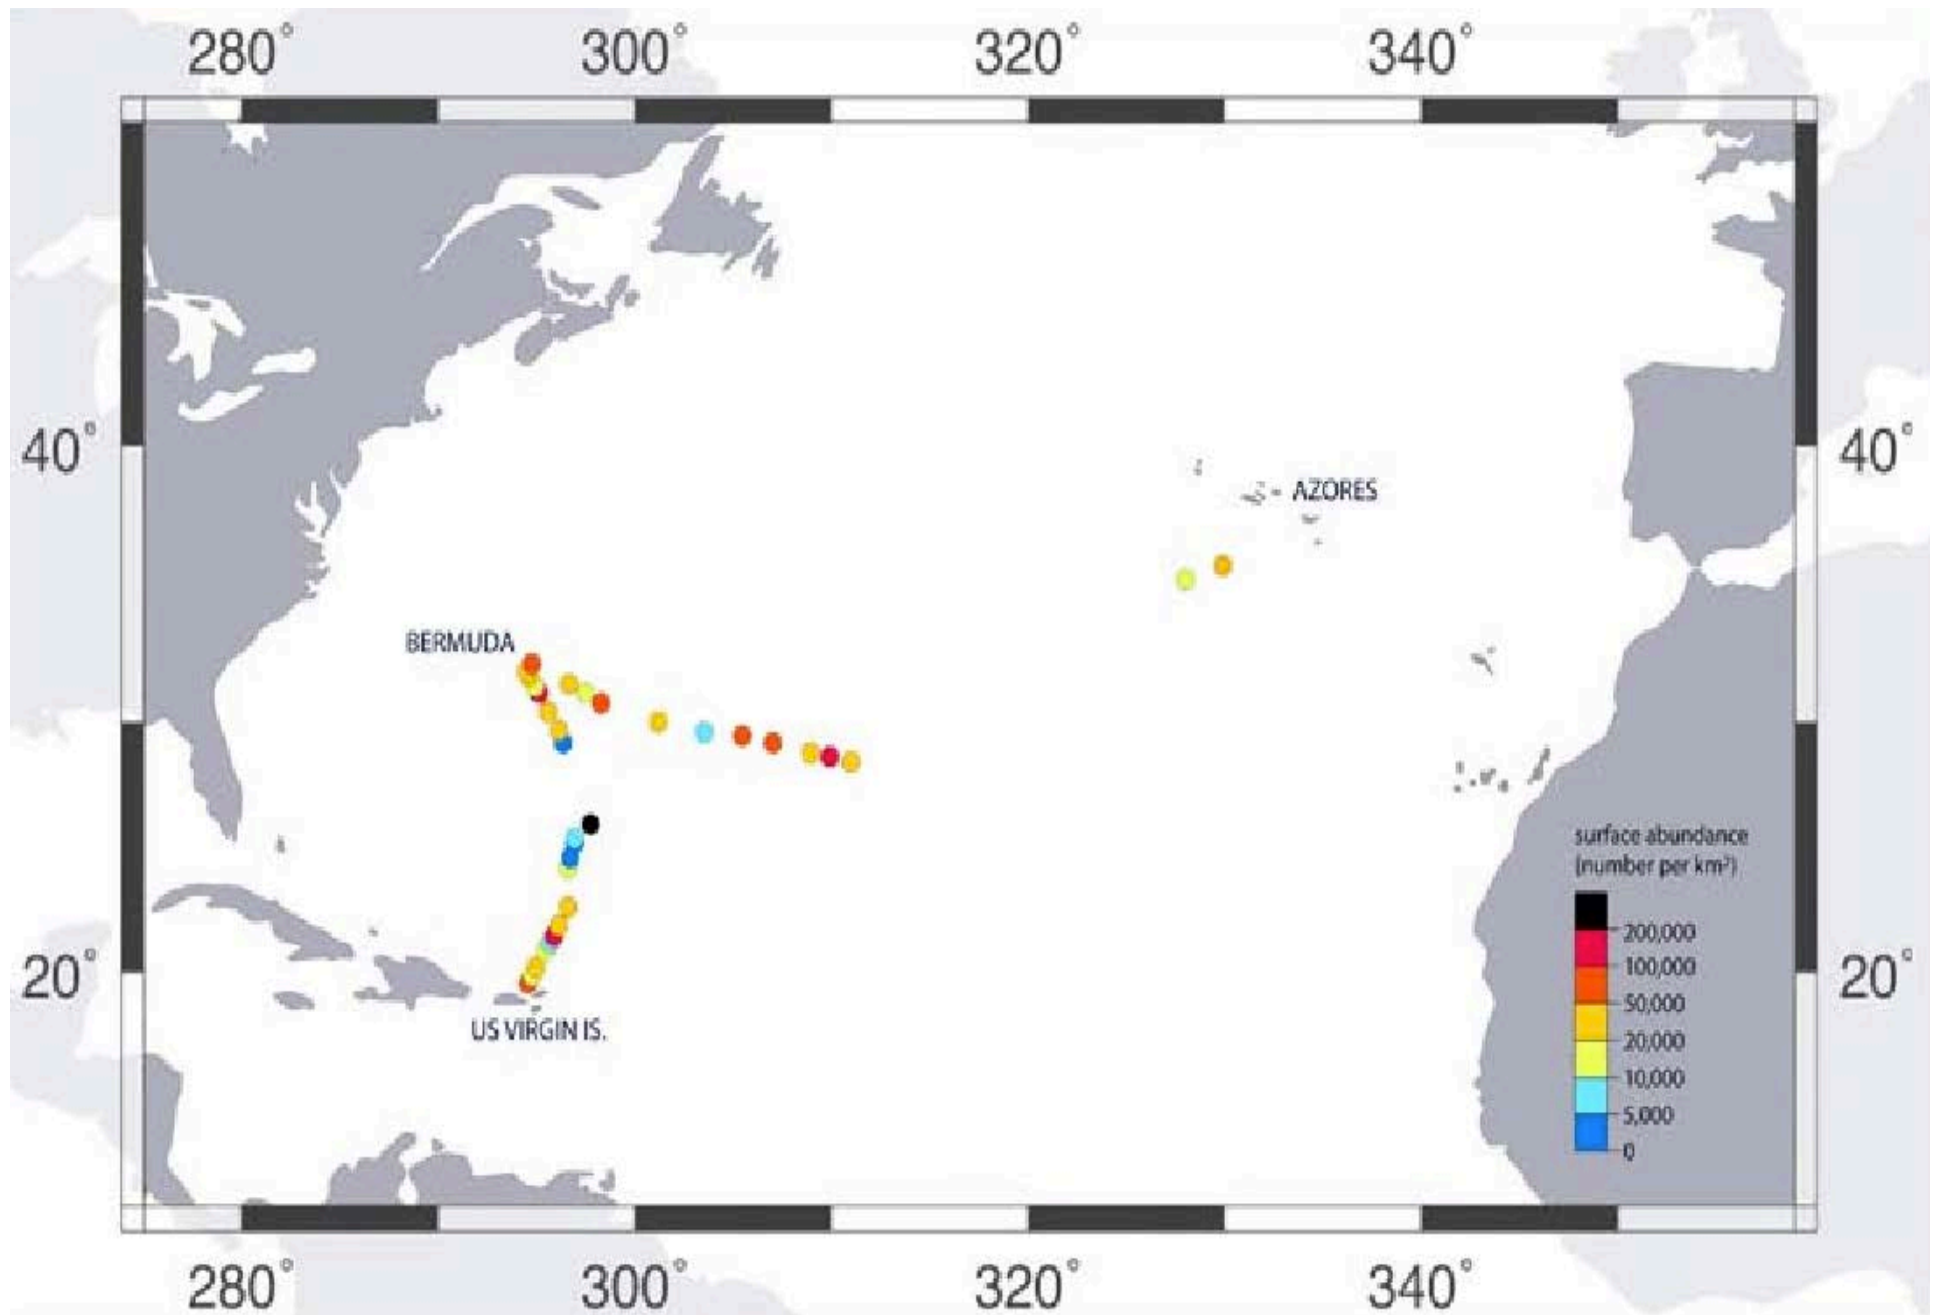 280° 300° 320° 340°
40° 40°
AZORES
BERMUDA
surface abundance
(number per km²)
200,000
100,000
20° 20°
50,000
US VIRGIN IS.
20,000
10,000
5,000
0
280° 300° 320° 340°